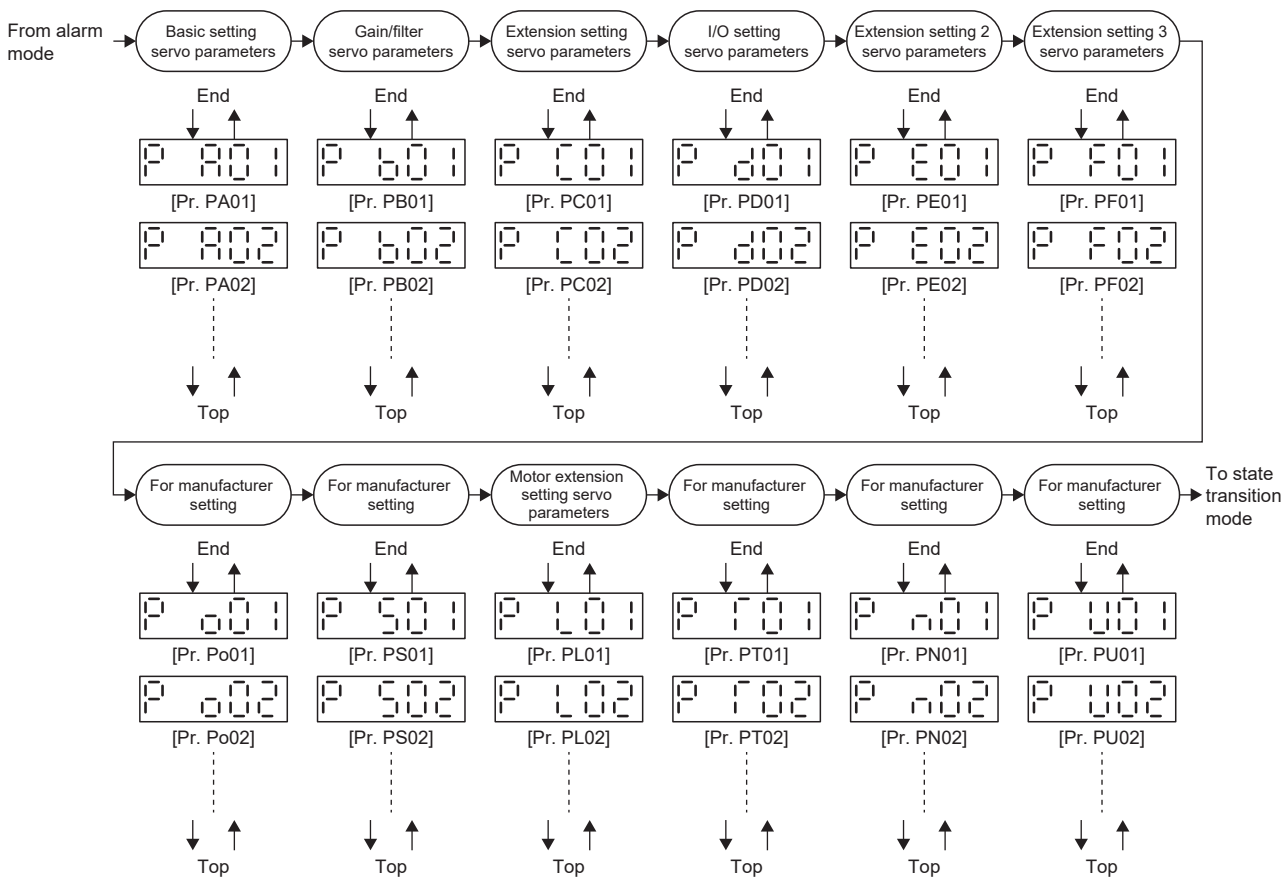 From alarm
mode
Basic setting
servo parameters
Gain/filter
servo parameters
Extension setting
servo parameters
I/O setting
servo parameters
Extension setting 2
servo parameters
Extension setting 3
servo parameters
End End End End End End
P A01 P b01 P C01 P d01 P E01 P F01
[Pr. PA01] [Pr. PB01] [Pr. PC01] [Pr. PD01] [Pr. PE01] [Pr. PF01]
P A02 P b02 P C02 P d02 P E02 P F02
[Pr. PA02] [Pr. PB02] [Pr. PC02] [Pr. PD02] [Pr. PE02] [Pr. PF02]
Top Top Top Top Top Top
For manufacturer
setting
For manufacturer
setting
Motor extension
setting servo
parameters
For manufacturer
setting
For manufacturer
setting
For manufacturer
setting
To state
transition
mode
End End End End End End
P o01 P S01 P L01 P T01 P n01 P U01
[Pr. Po01] [Pr. PS01] [Pr. PL01] [Pr. PT01] [Pr. PN01] [Pr. PU01]
P o02 P S02 P L02 P T02 P n02 P U02
[Pr. Po02] [Pr. PS02] [Pr. PL02] [Pr. PT02] [Pr. PN02] [Pr. PU02]
Top Top Top Top Top Top